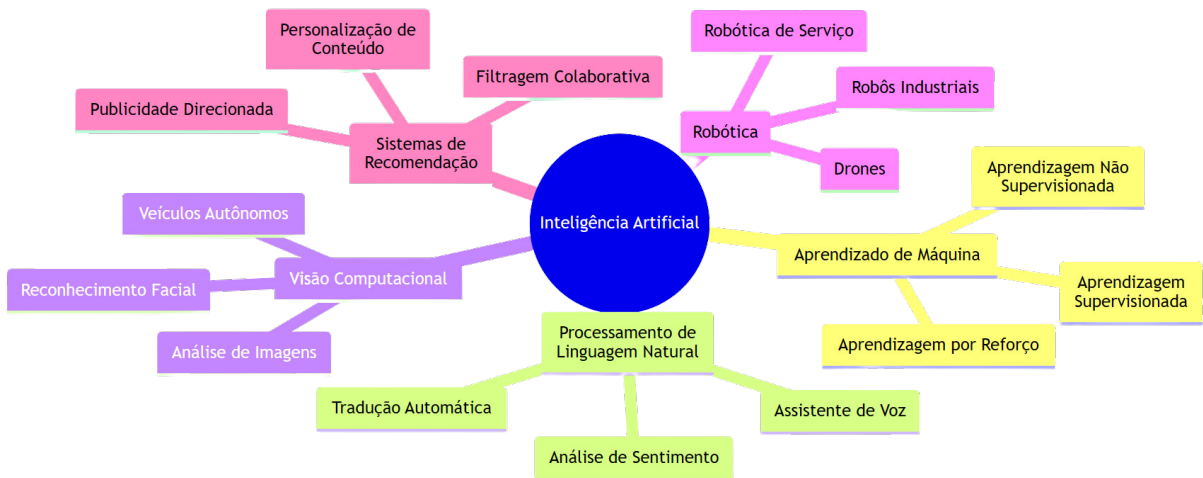 Personalização de
Conteúdo
Filtragem Colaborativa
Publicidade Direcionada
Sistemas de
Recomendação
Robótica de Serviço
Robôs Industriais
Robótica
Drones
Inteligência Artificial
Aprendizagem Não
Supervisionada
Aprendizado de Máquina
Aprendizagem
Supervisionada
Aprendizagem por Reforço
Veículos Autônomos
Visão Computacional
Reconhecimento Facial
Análise de Imagens
Processamento de
Linguagem Natural
Tradução Automática
Assistente de Voz
Análise de Sentimento